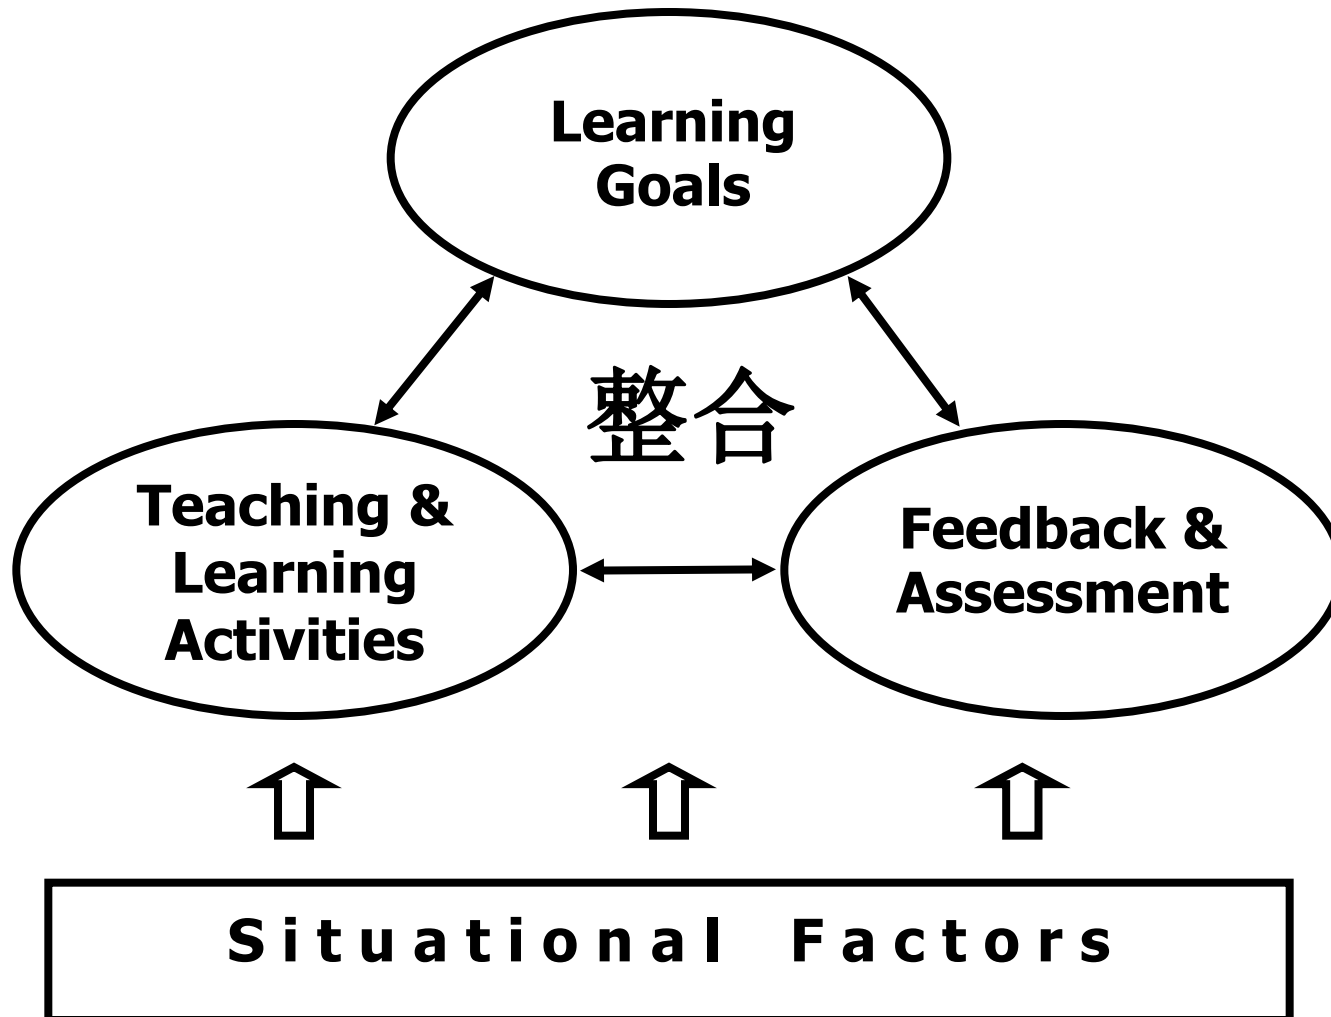 Learning
Goals
整合
Teaching &
Learning
Activities
Feedback &
Assessment
Situational Factors